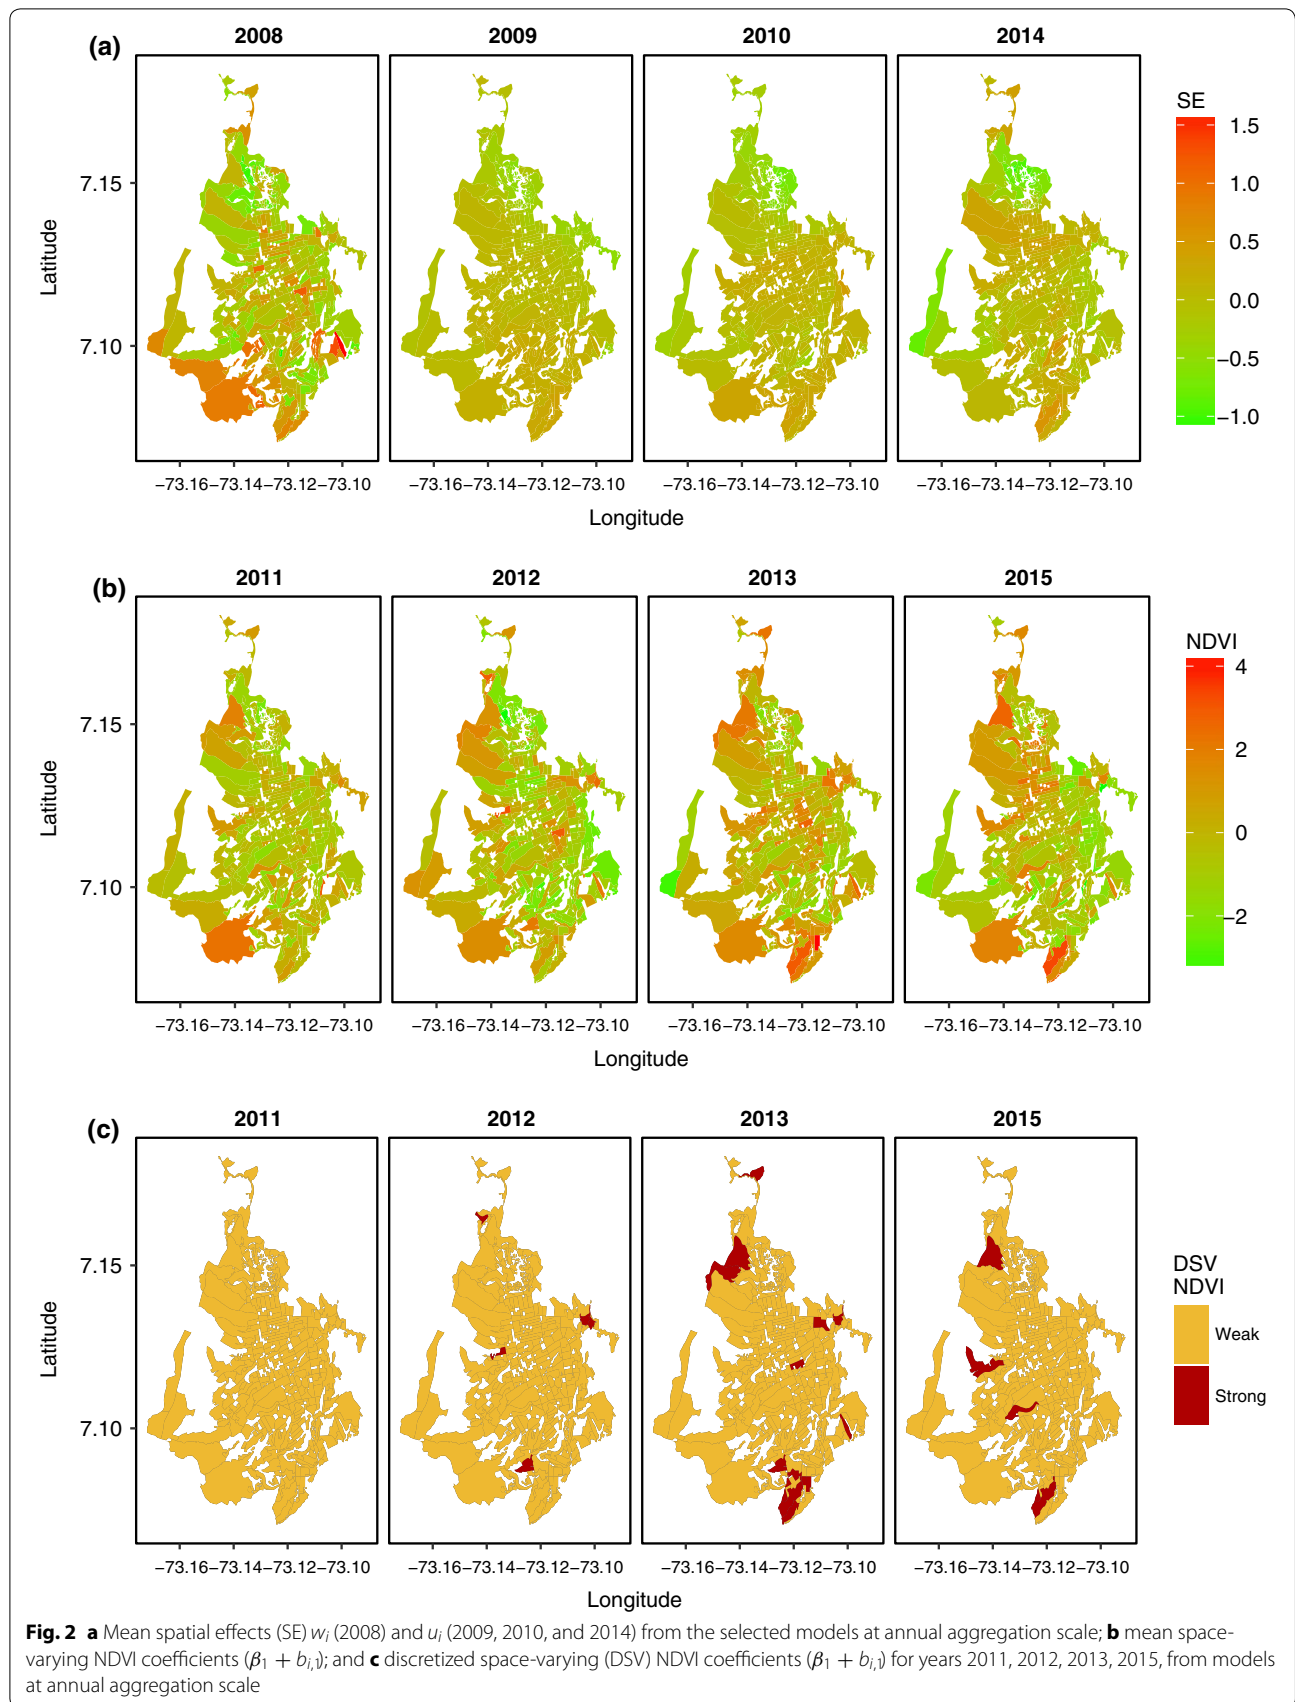 (a)
2008 2009 2010 2014
Latitude
7.15
7.10
−73.16−73.14−73.12−73.10 −73.16−73.14−73.12−73.10 −73.16−73.14−73.12−73.10 −73.16−73.14−73.12−73.10
Longitude
SE
1.5
1.0
0.5
0.0
−0.5
−1.0
(b)
2011 2012 2013 2015
Latitude
7.15
7.10
−73.16−73.14−73.12−73.10 −73.16−73.14−73.12−73.10 −73.16−73.14−73.12−73.10 −73.16−73.14−73.12−73.10
Longitude
NDVI
4
2
0
−2
(c)
2011 2012 2013 2015
Latitude
7.15
7.10
−73.16−73.14−73.12−73.10 −73.16−73.14−73.12−73.10 −73.16−73.14−73.12−73.10 −73.16−73.14−73.12−73.10
Longitude
DSV
NDVI
Weak
Strong
Fig. 2 a Mean spatial effects (SE) wi (2008) and ui (2009, 2010, and 2014) from the selected models at annual aggregation scale; b mean space-
varying NDVI coefficients (β1 + bi,1); and c discretized space-varying (DSV) NDVI coefficients (β1 + bi,1) for years 2011, 2012, 2013, 2015, from models
at annual aggregation scale